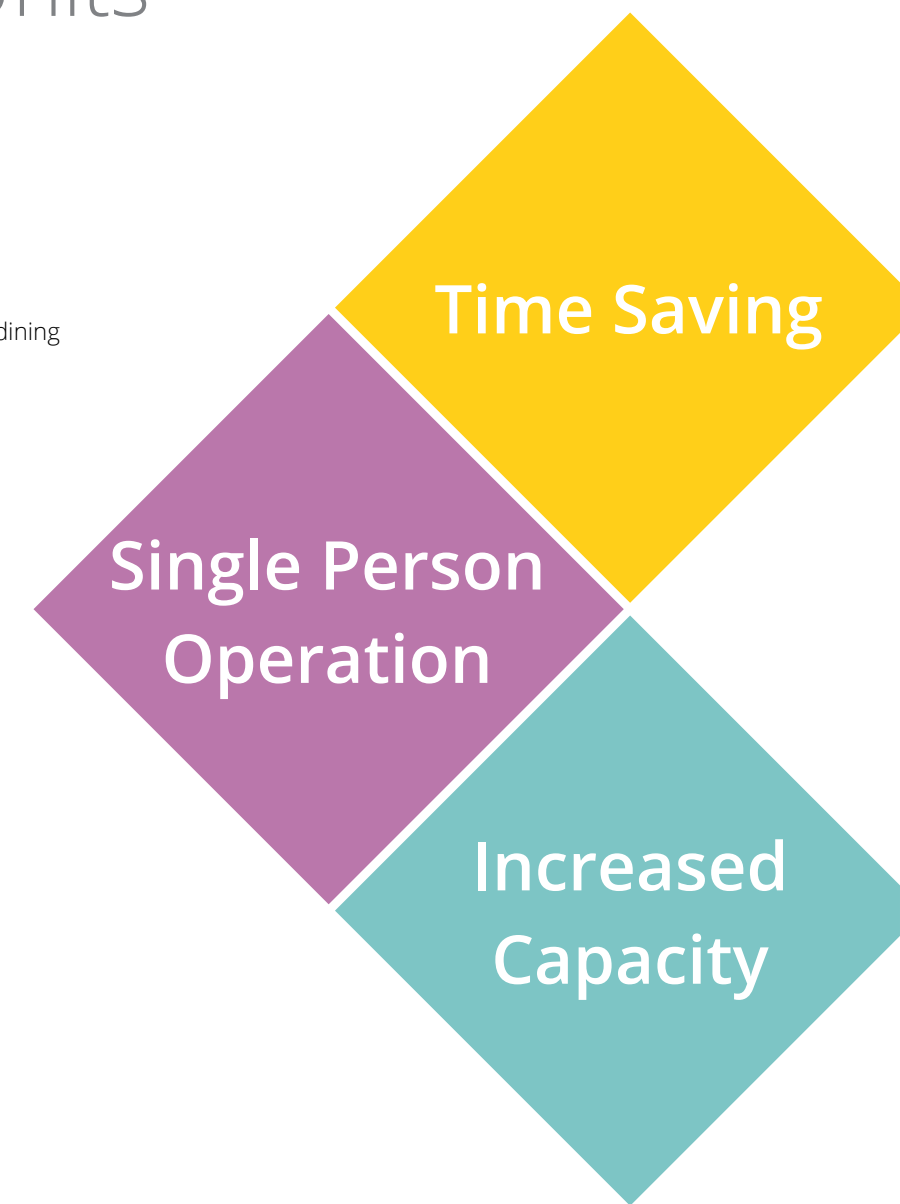 dining
Time Saving
Single Person
Operation
Increased
Capacity